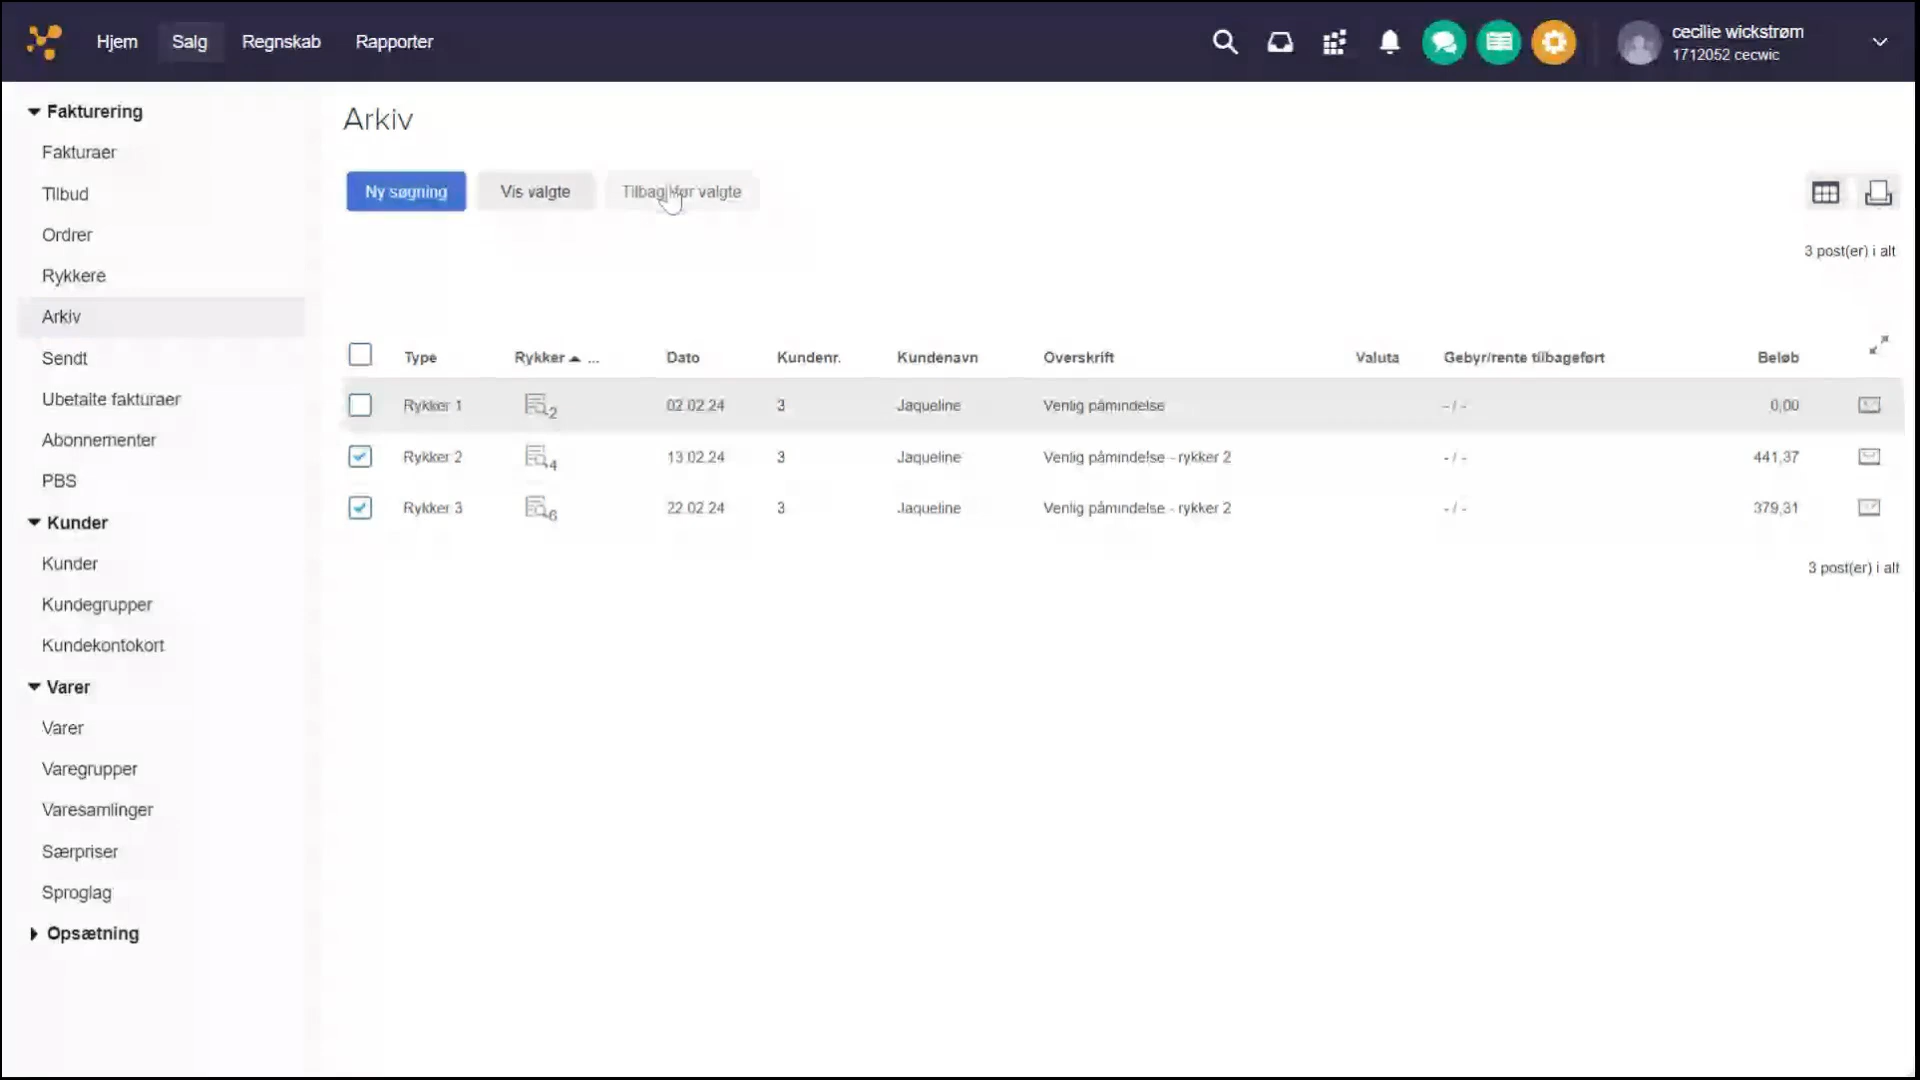 Hjem Salg Regnskab Rapporter
cecilie wickstrøm
1712052 cecwic
Fakturering
Fakturaer
Tilbud
Ordrer
Rykkere
Arkiv
Sendt
Ubetalte fakturaer
Abonnementer
PBS
Kunder
Kunder
Kundegrupper
Kundekontokort
Varer
Varer
Varegrupper
Varesamlinger
Særpriser
Sproglag
Opsætning
Arkiv
Ny søgning Vis valgte Tilbagefør valgte
3 post(er) i alt
Type Rykker ... Dato Kundenr. Kundenavn Overskrift Valuta Gebyr/rente tilbageført Beløb
Rykker 1 2 02.02.24 3 Jaqueline Venlig påmindelse - / - 0,00
Rykker 2 4 13.02.24 3 Jaqueline Venlig påmindelse - rykker 2 - / - 441,37
Rykker 3 6 22.02.24 3 Jaqueline Venlig påmindelse - rykker 2 - / - 379,31
3 post(er) i alt